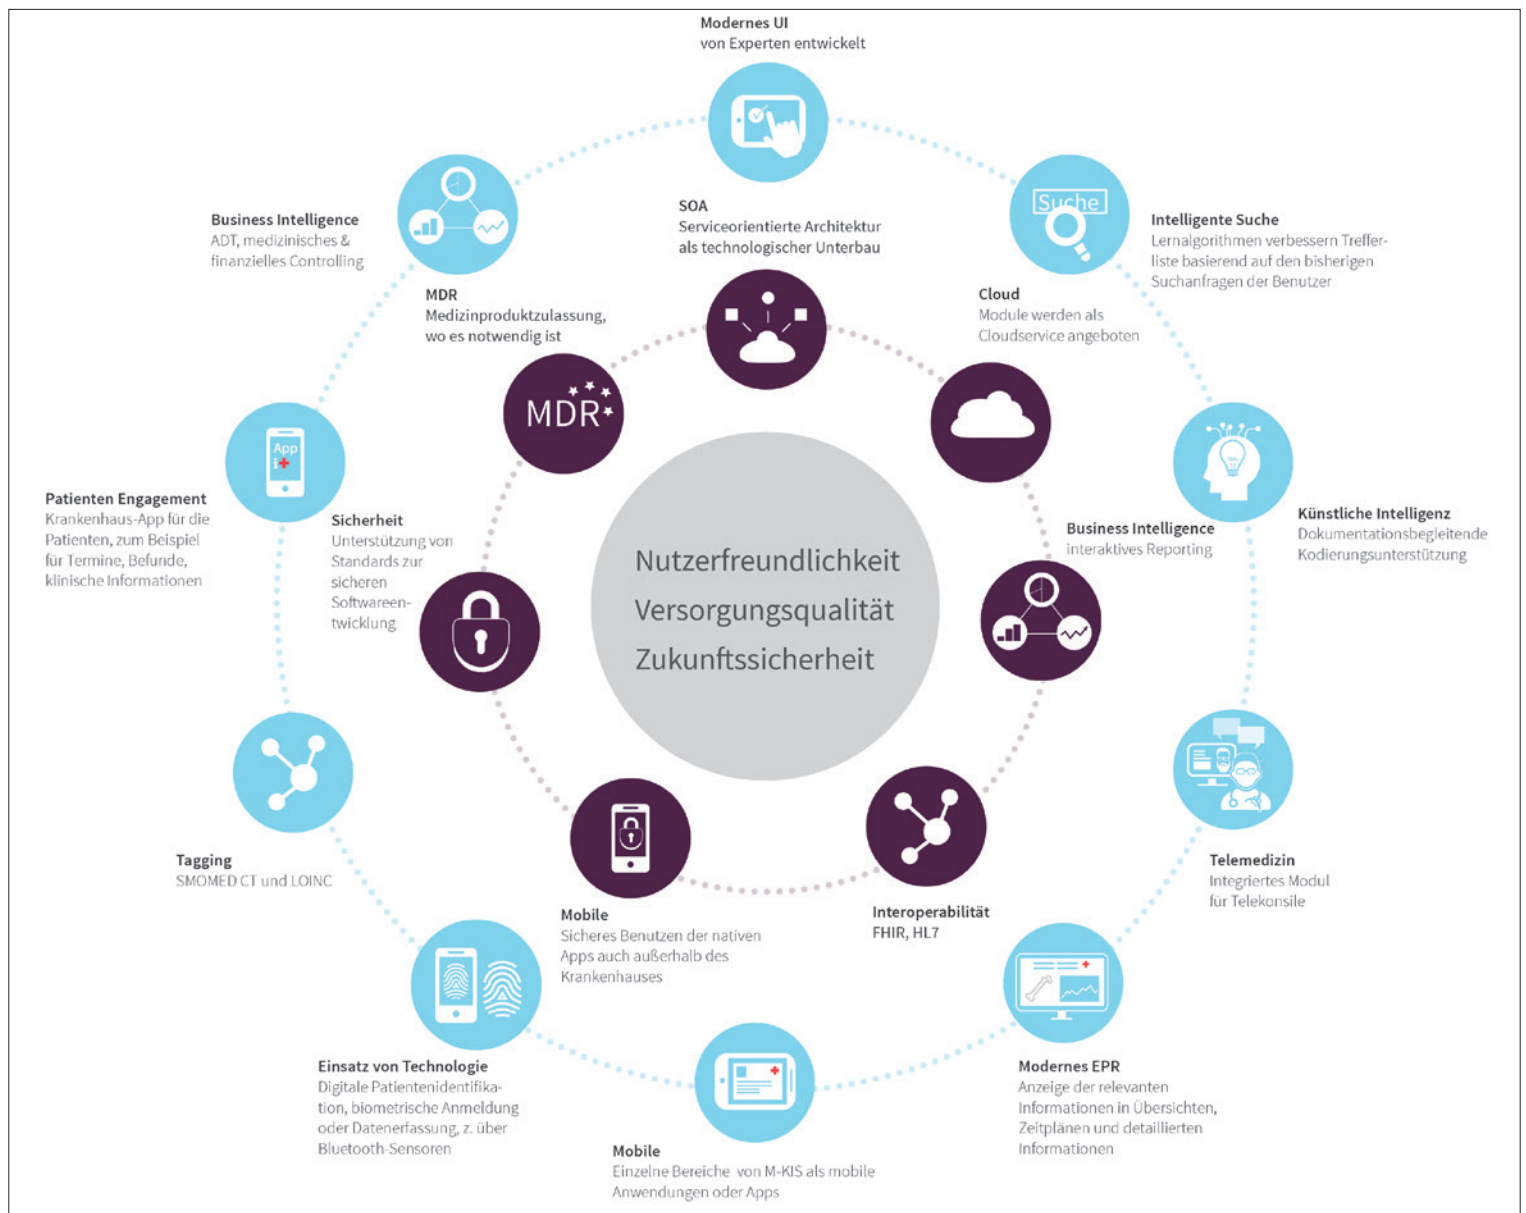 Modernes UI
von Experten entwickelt
Suche
Business Intelligence
ADT, medizinisches &
finanzielles Controlling
SOA
Serviceorientierte Architektur
als technologischer Unterbau
Intelligente Suche
Lernalgorithmen verbessern Treffer-
liste basierend auf den bisherigen
Suchanfragen der Benutzer
MDR
Medizinproduktzulassung,
wo es notwendig ist
Cloud
Module werden als
Cloudservice angeboten
MDR
App
i+
Patienten Engagement
Krankenhaus-App für die
Patienten, zum Beispiel
für Termine, Befunde,
klinische Informationen
Sicherheit
Unterstützung von
Standards zur
sicheren
Softwareen-
twicklung
Business Intelligence
interaktives Reporting
Künstliche Intelligenz
Dokumentationsbegleitende
Kodierungsunterstützung
Nutzerfreundlichkeit
Versorgungsqualität
Zukunftssicherheit
Tagging
SMOMED CT und LOINC
Telemedizin
Integriertes Modul
für Telekonsile
Mobile
Sicheres Benutzen der nativen
Apps auch außerhalb des
Krankenhauses
Interoperabilität
FHIR, HL7
Einsatz von Technologie
Digitale Patientenidentifika-
tion, biometrische Anmeldung
oder Datenerfassung, z. über
Bluetooth-Sensoren
Modernes EPR
Anzeige der relevanten
Informationen in Übersichten,
Zeitplänen und detaillierten
Informationen
Mobile
Einzelne Bereiche von M-KIS als mobile
Anwendungen oder Apps